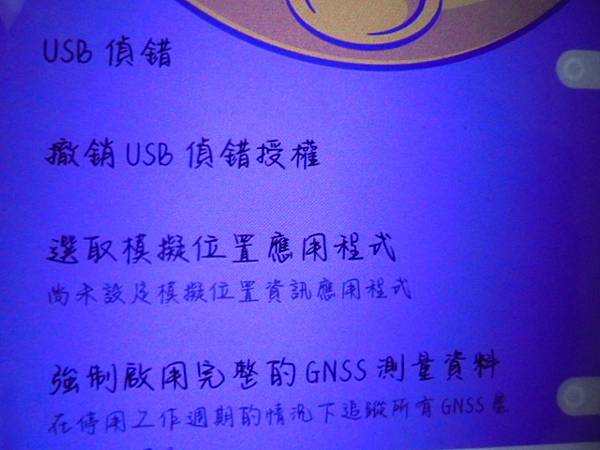 USB 偵錯
撤銷 USB 偵錯授權
選取模擬位置應用程式
尚未設定模擬位置資訊應用程式
強制啟用完整的 GNSS 測量資料
在停用工作週期的情況下追蹤所有 GNSS